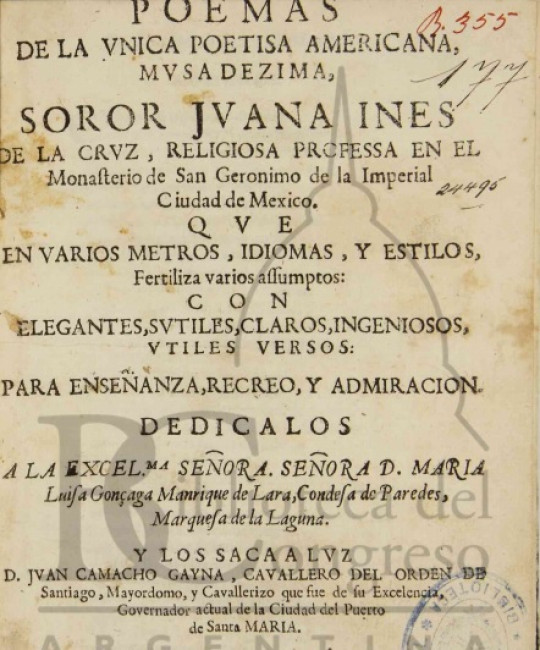 POEMAS
DE LA VNICA POETISA AMERICANA,
MVSA DEZIMA,
SOROR JVANA INES
DE LA CRVZ, RELIGIOSA PROFESSA EN EL
Monaſterio de San Geronimo de la Imperial
Ciudad de Mexico.
QVE
EN VARIOS METROS, IDIOMAS, Y ESTILOS,
Fertiliza varios aſſumptos:
CON
ELEGANTES, SVTILES, CLAROS, INGENIOSOS,
VTILES VERSOS:
PARA ENSEÑANZA, RECREO, Y ADMIRACION.
DEDICALOS
A LA EXCEL.MA SEÑORA. SEÑORA D. MARIA
Luiſa Gonçaga Manrique de Lara, Condeſa de Paredes,
Marqueſa de la Laguna.
Y LOS SACA A LVZ
D. JVAN CAMACHO GAYNA, CAVALLERO DEL ORDEN DE
Santiago, Mayordomo, y Cavallerizo que fue de ſu Excelencia,
Governador actual de la Ciudad del Puerto
de Santa MARIA.
B. 355
177
24495
Biblioteca del
Congreso
ARGENTINA
BIBLIOTECA